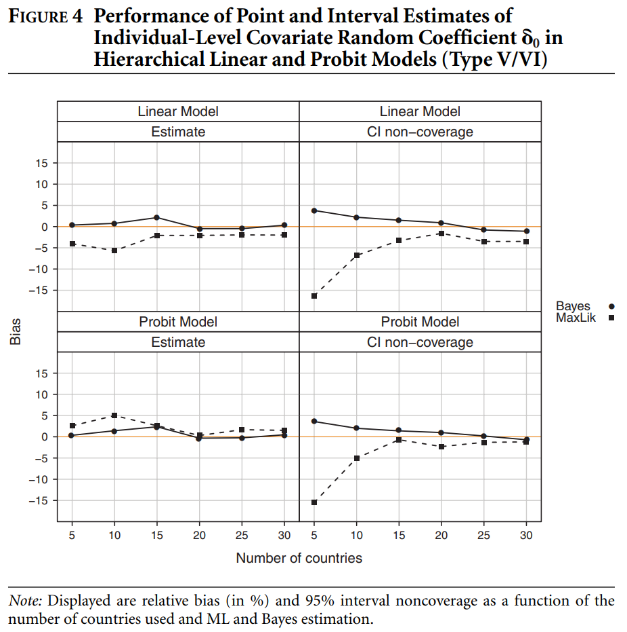 FIGURE 4 Performance of Point and Interval Estimates of
Individual-Level Covariate Random Coefficient δ0 in
Hierarchical Linear and Probit Models (Type V/VI)
Linear Model
Linear Model
Estimate
CI non−coverage
15
10
5
0
−5
−10
−15
Probit Model
Probit Model
Estimate
CI non−coverage
15
10
5
0
−5
−10
−15
Bias
5 10 15 20 25 30
5 10 15 20 25 30
Number of countries
Bayes
MaxLik
Note: Displayed are relative bias (in %) and 95% interval noncoverage as a function of the
number of countries used and ML and Bayes estimation.